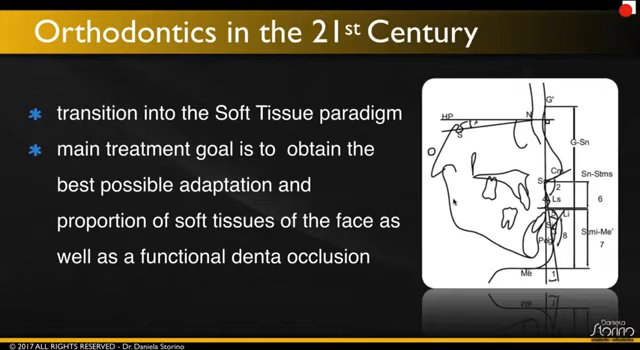 Orthodontics in the 21st Century
transition into the Soft Tissue paradigm
main treatment goal is to obtain the
best possible adaptation and
proportion of soft tissues of the face as
well as a functional denta occlusion
G'
HP
N
S
G-Sn
Cm
Sn-Stms
2
Ls
6
Li
8
Stmi-Me'
7
Me
1
Daniela
Storino
© 2017 ALL RIGHTS RESERVED - Dr. Daniela Storino